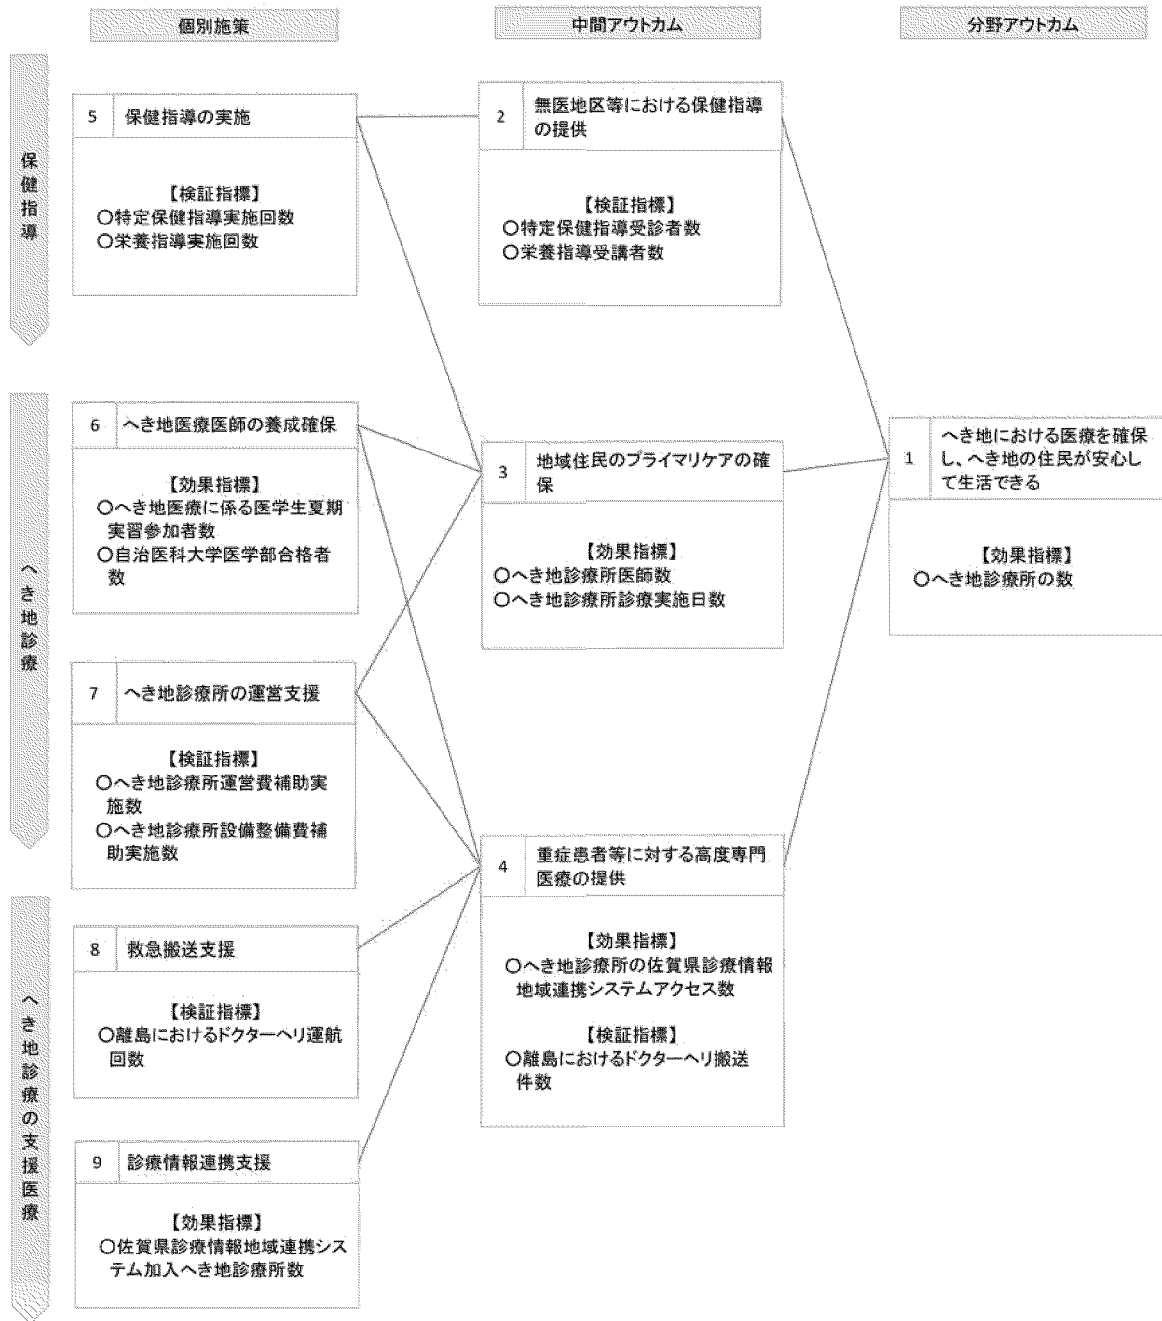 個別施策
中間アウトカム
分野アウトカム
保健指導
5 保健指導の実施
【検証指標】
〇特定保健指導実施回数
〇栄養指導実施回数
2 無医地区等における保健指導
の提供
【検証指標】
〇特定保健指導受診者数
〇栄養指導受講者数
へき地診療
6 へき地医療医師の養成確保
【効果指標】
〇へき地医療に係る医学生夏期
実習参加者数
〇自治医科大学医学部合格者
数
7 へき地診療所の運営支援
【検証指標】
〇へき地診療所運営費補助実
施数
〇へき地診療所設備整備費補
助実施数
3 地域住民のプライマリケアの確
保
【効果指標】
〇へき地診療所医師数
〇へき地診療所診療実施日数
1 へき地における医療を確保
し、へき地の住民が安心し
て生活できる
【効果指標】
〇へき地診療所の数
へき地診療の支援医療
8 救急搬送支援
【検証指標】
〇離島におけるドクターヘリ運航
回数
9 診療情報連携支援
【効果指標】
〇佐賀県診療情報地域連携シス
テム加入へき地診療所数
4 重症患者等に対する高度専門
医療の提供
【効果指標】
〇へき地診療所の佐賀県診療情報
地域連携システムアクセス数
【検証指標】
〇離島におけるドクターヘリ搬送
件数